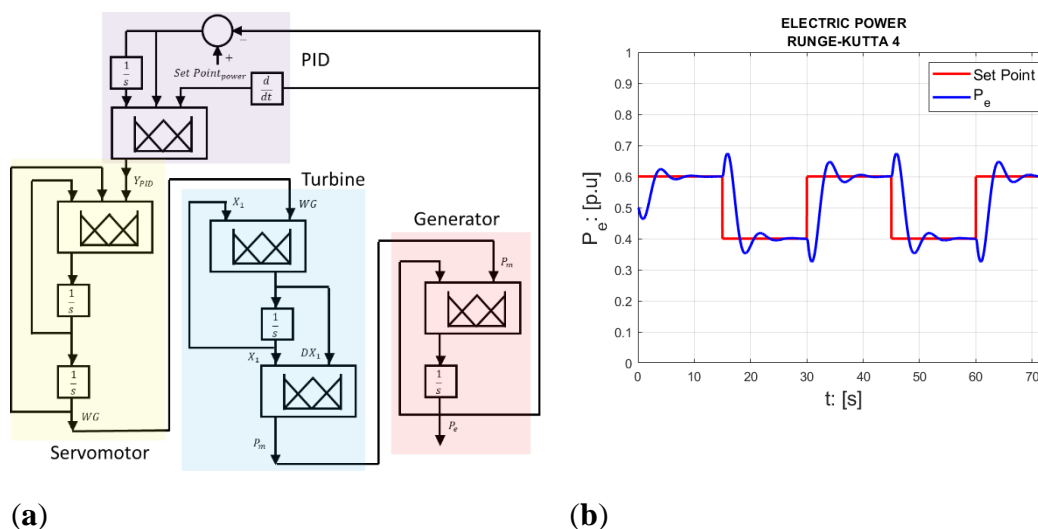 PID
−
+
Set Point_power
1/s
d/dt
Y_PID
Turbine
X_1
WG
Generator
P_m
1/s
1/s
X_1
DX_1
1/s
1/s
WG
P_m
P_e
Servomotor
(a)
ELECTRIC POWER
RUNGE-KUTTA 4
Set Point
P_e
P_e: [p.u]
1
0.9
0.8
0.7
0.6
0.5
0.4
0.3
0.2
0.1
0
0 10 20 30 40 50 60 70
t: [s]
(b)